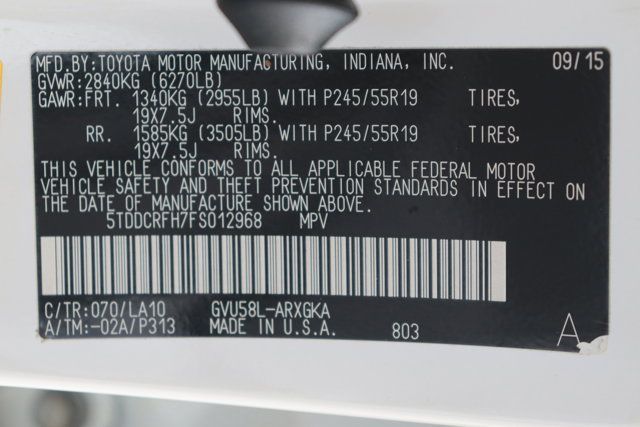 MFD.BY:TOYOTA MOTOR MANUFACTURING, INDIANA, INC. 09/15
GVWR:2840KG (6270LB)
GAWR:FRT. 1340KG (2955LB) WITH P245/55R19 TIRES,
19X7.5J RIMS.
RR. 1585KG (3505LB) WITH P245/55R19 TIRES,
19X7.5J RIMS.
THIS VEHICLE CONFORMS TO ALL APPLICABLE FEDERAL MOTOR
VEHICLE SAFETY AND THEFT PREVENTION STANDARDS IN EFFECT ON
THE DATE OF MANUFACTURE SHOWN ABOVE.
5TDDCRFH7FS012968 MPV
C/TR:070/LA10 GVU58L-ARXGKA
A/TM:-02A/P313 MADE IN U.S.A. 803 A